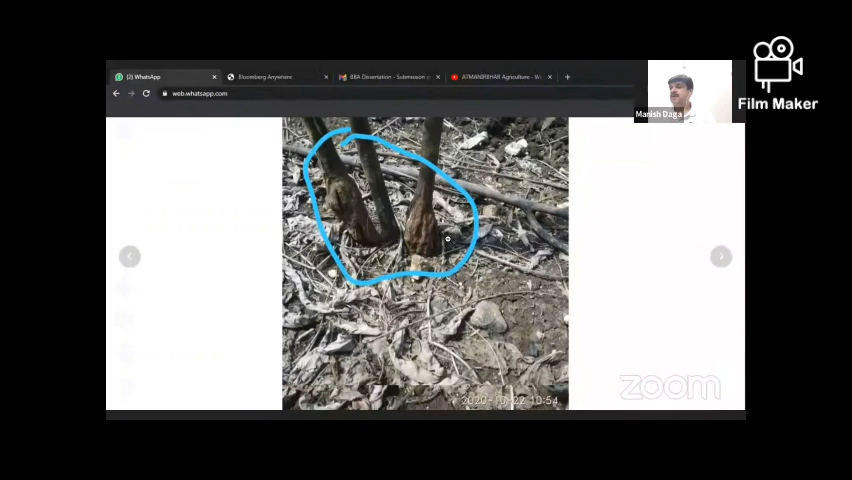 (2) WhatsApp
Bloomberg Anywhere
BBA Dissertation - Submission o
ATMANIRBHAR Agriculture - W
web.whatsapp.com
Film Maker
Manish Daga
zoom
2020-10-22 10:54